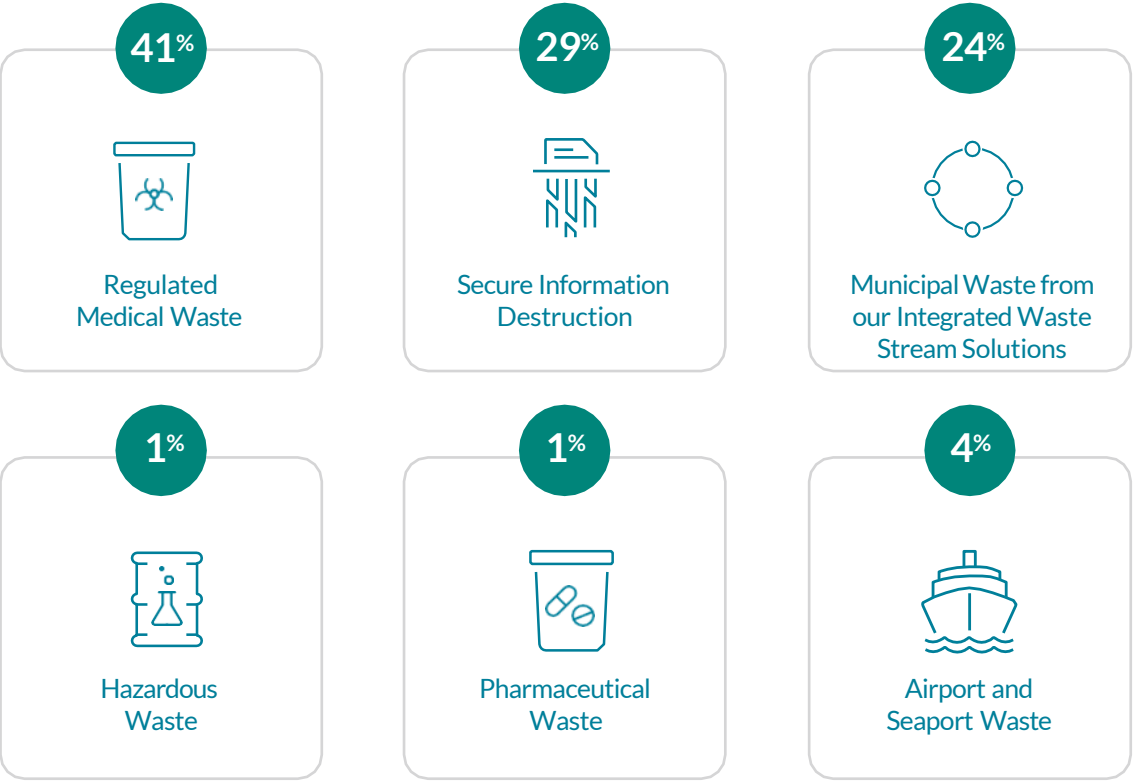 41%
29%
24%
Regulated
Medical Waste
Secure Information
Destruction
Municipal Waste from
our Integrated Waste
Stream Solutions
1%
1%
4%
Hazardous
Waste
Pharmaceutical
Waste
Airport and
Seaport Waste